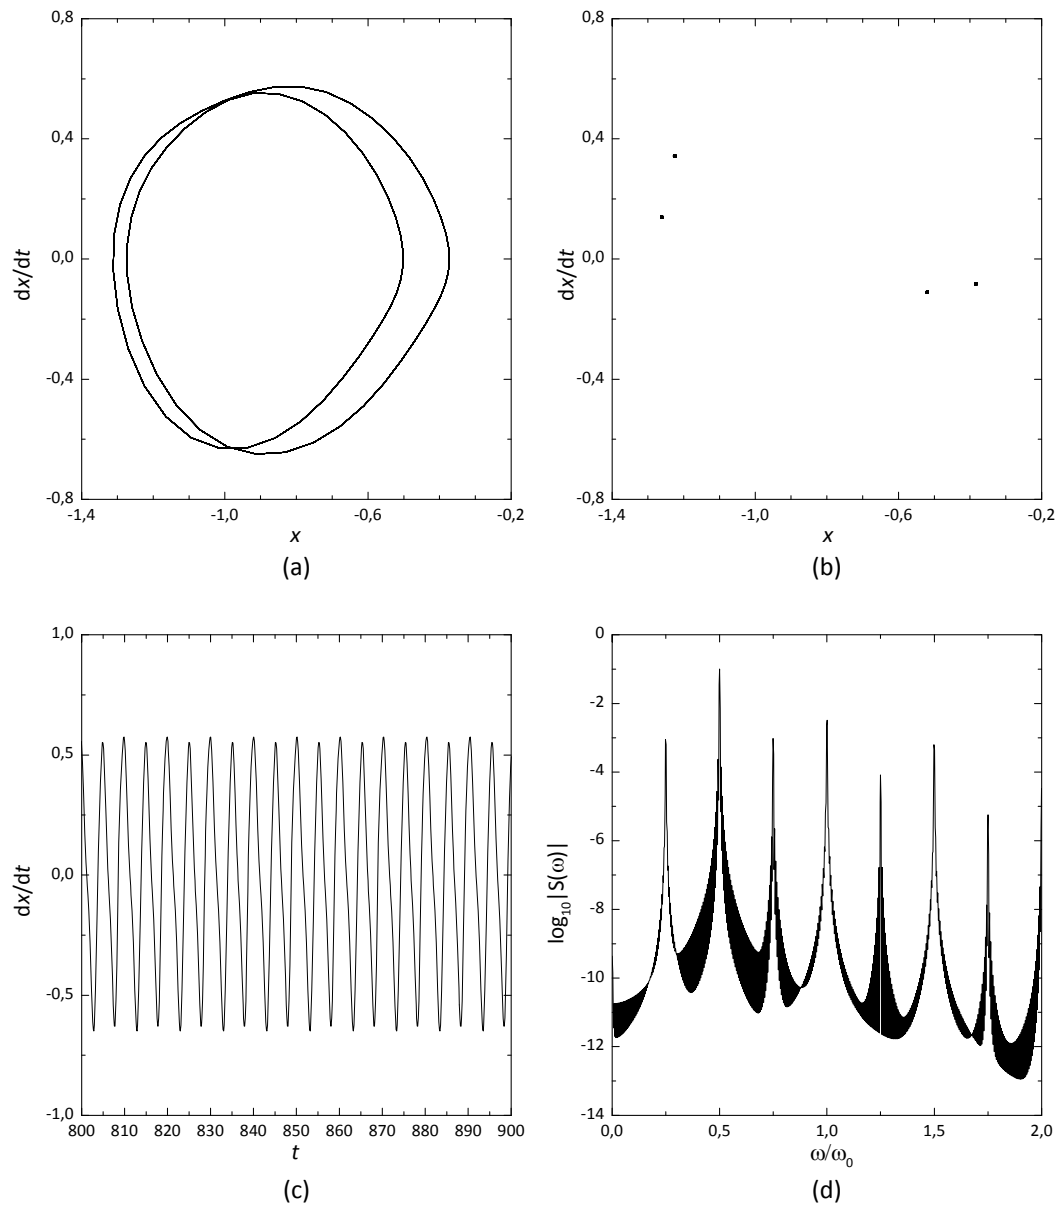 0,8
0,4
0,0
-0,4
-0,8
dx/dt
-1,4 -1,0 -0,6 -0,2
x
(a)
0,8
0,4
0,0
-0,4
-0,8
dx/dt
-1,4 -1,0 -0,6 -0,2
x
(b)
1,0
0,5
0,0
-0,5
-1,0
dx/dt
800 810 820 830 840 850 860 870 880 890 900
t
(c)
0
-2
-4
-6
-8
-10
-12
-14
log₁₀|S(ω)|
0,0 0,5 1,0 1,5 2,0
ω/ω₀
(d)